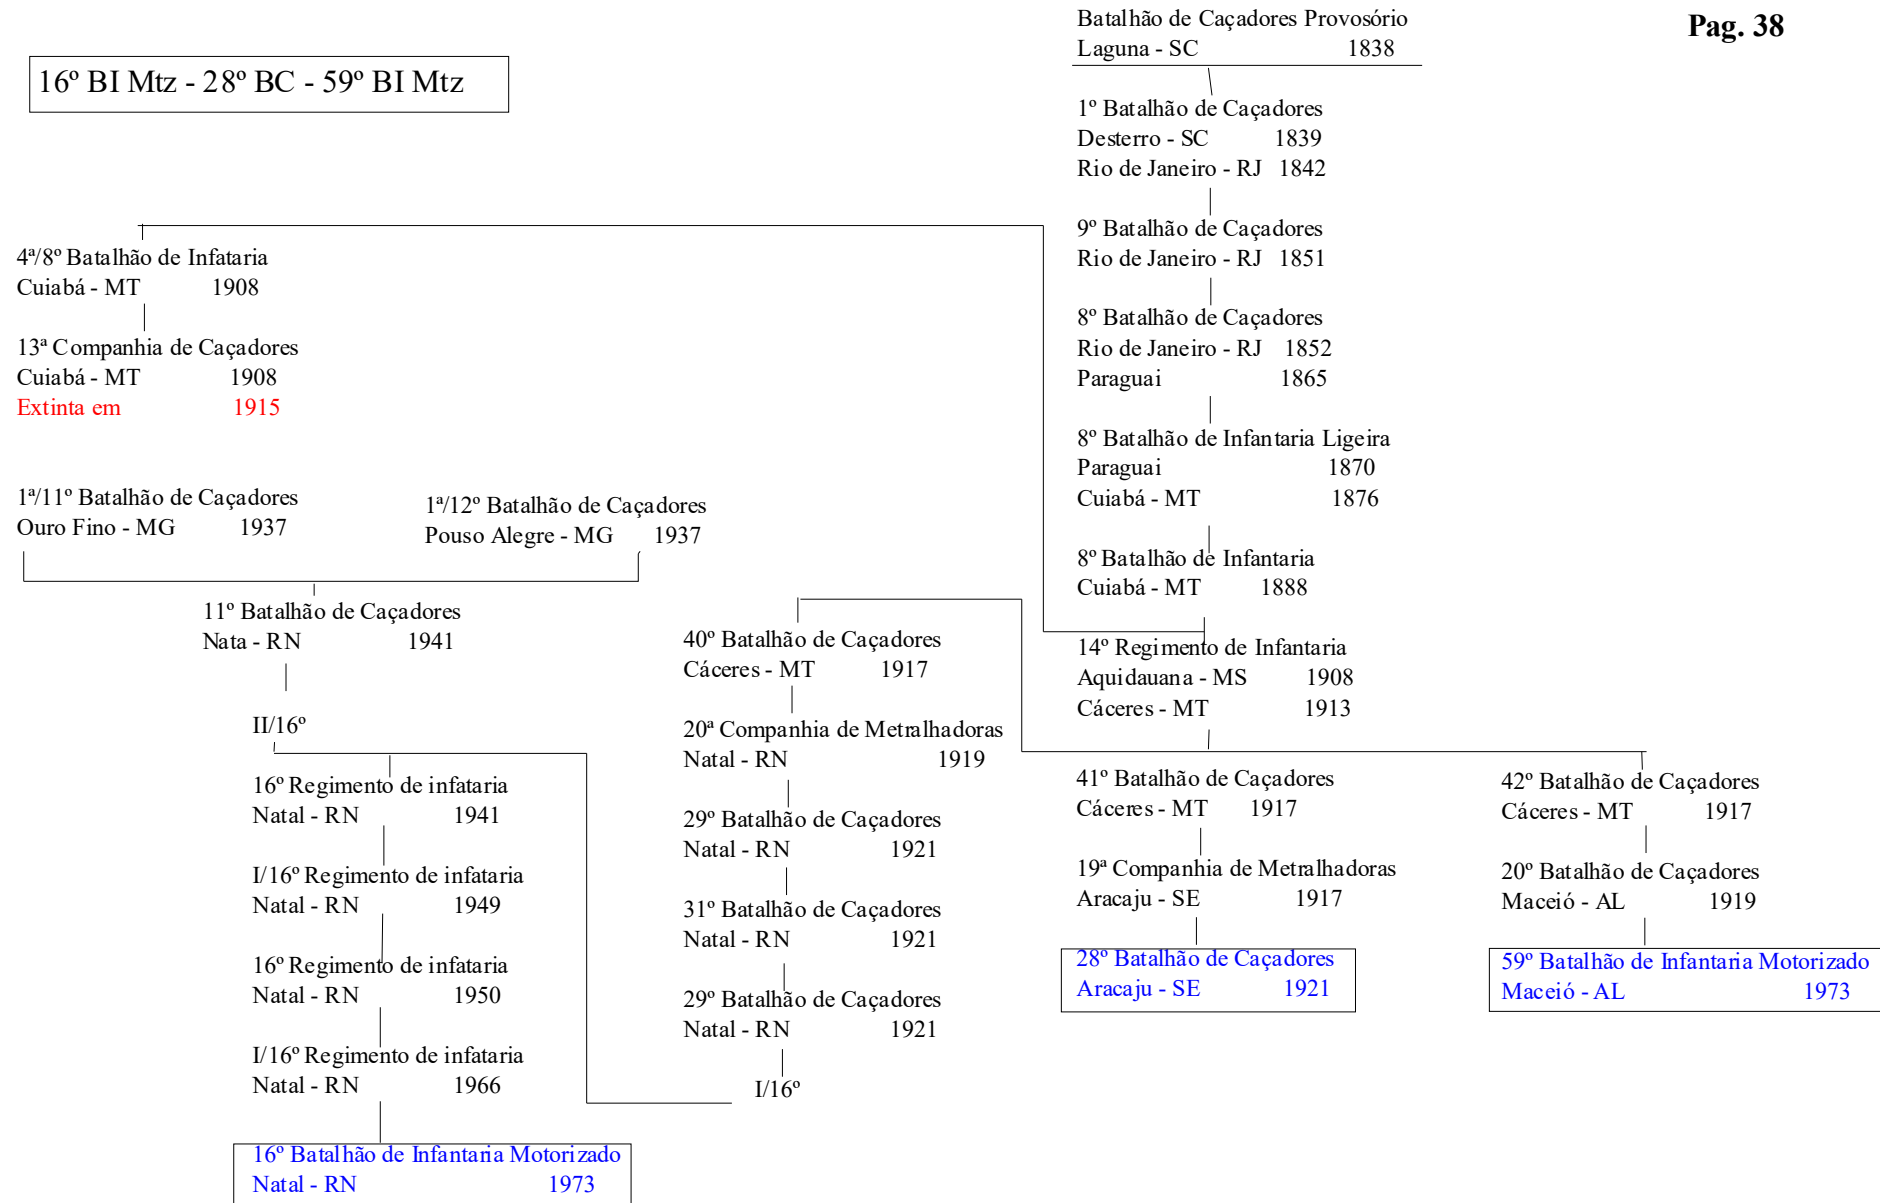 Pag. 38
16º BI Mtz - 28º BC - 59º BI Mtz
Batalhão de Caçadores Provosório
Laguna - SC 1838
1º Batalhão de Caçadores
Desterro - SC 1839
Rio de Janeiro - RJ 1842
9º Batalhão de Caçadores
Rio de Janeiro - RJ 1851
8º Batalhão de Caçadores
Rio de Janeiro - RJ 1852
Paraguai 1865
8º Batalhão de Infantaria Ligeira
Paraguai 1870
Cuiabá - MT 1876
8º Batalhão de Infantaria
Cuiabá - MT 1888
14º Regimento de Infantaria
Aquidauana - MS 1908
Cáceres - MT 1913
4ª/8º Batalhão de Infataria
Cuiabá - MT 1908
13ª Companhia de Caçadores
Cuiabá - MT 1908
Extinta em 1915
1ª/11º Batalhão de Caçadores
Ouro Fino - MG 1937
1ª/12º Batalhão de Caçadores
Pouso Alegre - MG 1937
11º Batalhão de Caçadores
Nata - RN 1941
II/16º
16º Regimento de infataria
Natal - RN 1941
I/16º Regimento de infataria
Natal - RN 1949
16º Regimento de infataria
Natal - RN 1950
I/16º Regimento de infataria
Natal - RN 1966
16º Batalhão de Infantaria Motorizado
Natal - RN 1973
40º Batalhão de Caçadores
Cáceres - MT 1917
20ª Companhia de Metralhadoras
Natal - RN 1919
29º Batalhão de Caçadores
Natal - RN 1921
31º Batalhão de Caçadores
Natal - RN 1921
29º Batalhão de Caçadores
Natal - RN 1921
I/16º
41º Batalhão de Caçadores
Cáceres - MT 1917
19ª Companhia de Metralhadoras
Aracaju - SE 1917
28º Batalhão de Caçadores
Aracaju - SE 1921
42º Batalhão de Caçadores
Cáceres - MT 1917
20º Batalhão de Caçadores
Maceió - AL 1919
59º Batalhão de Infantaria Motorizado
Maceió - AL 1973